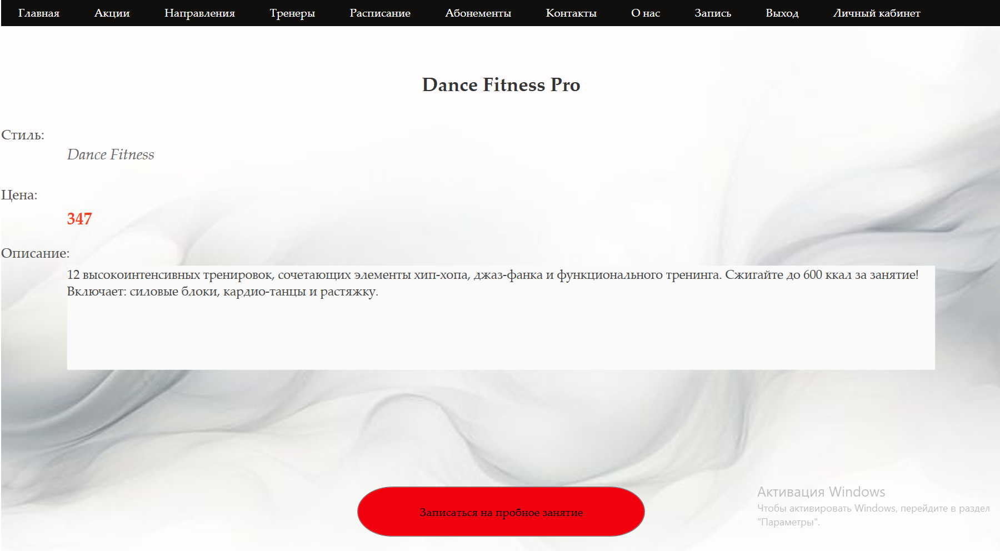 Главная Акции Направления Тренеры Расписание Абонементы Контакты О нас Запись Выход Личный кабинет
Dance Fitness Pro
Стиль:
Dance Fitness
Цена:
347
Описание:
12 высокоинтенсивных тренировок, сочетающих элементы хип-хопа, джаз-фанка и функционального тренинга. Сжигайте до 600 ккал за занятие!
Включает: силовые блоки, кардио-танцы и растяжку.
Записаться на пробное занятие
Активация Windows
Чтобы активировать Windows, перейдите в раздел
"Параметры".